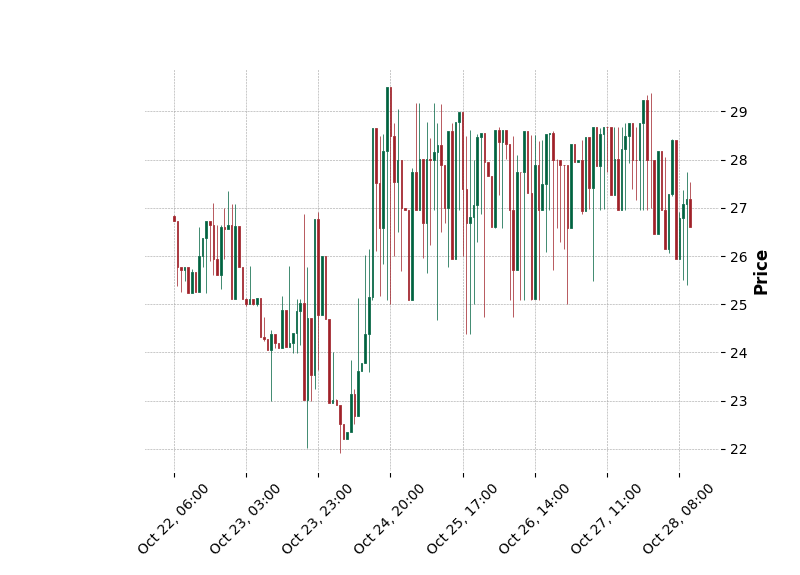 29
28
27
26
25
24
23
22
Price
Oct 22, 06:00
Oct 23, 03:00
Oct 23, 23:00
Oct 24, 20:00
Oct 25, 17:00
Oct 26, 14:00
Oct 27, 11:00
Oct 28, 08:00